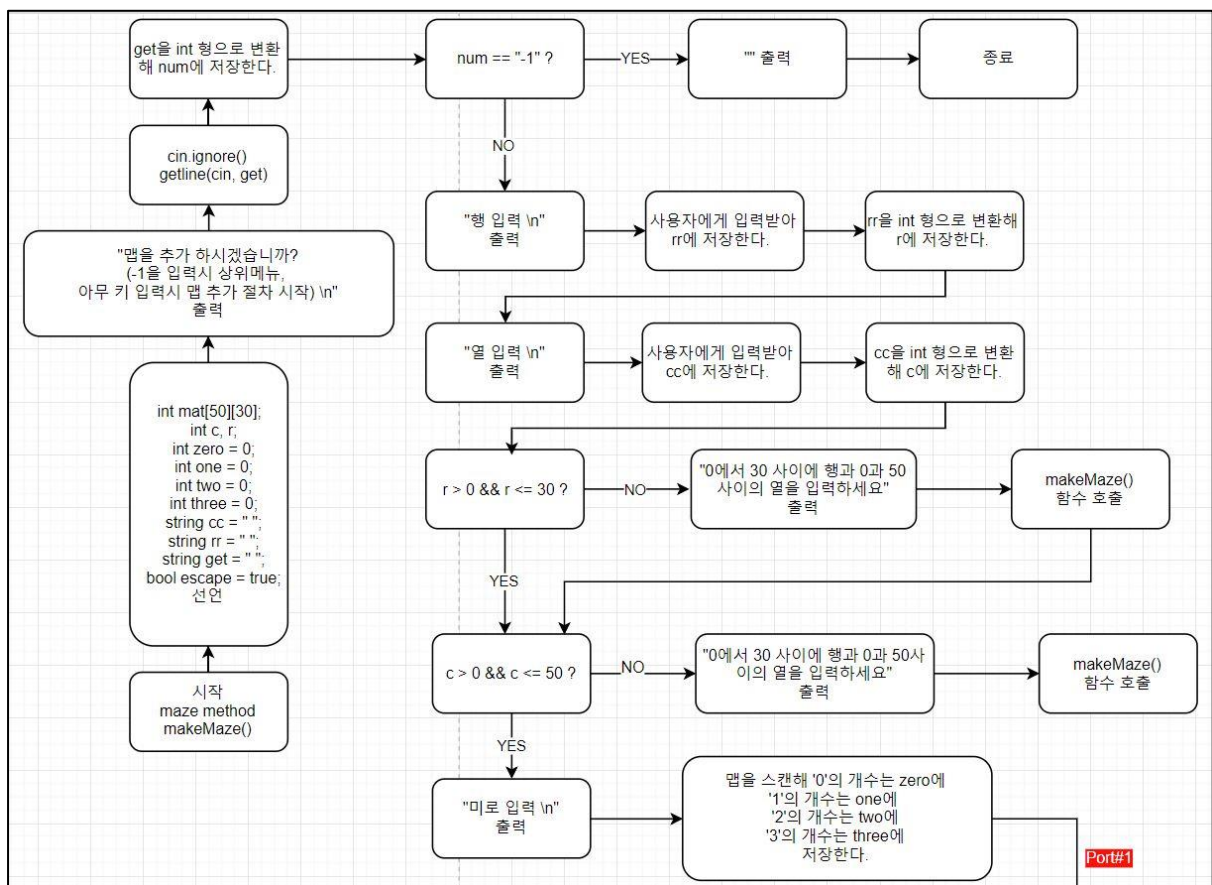 시작
maze method
makeMaze()
int mat[50][30];
int c, r;
int zero = 0;
int one = 0;
int two = 0;
int three = 0;
string cc = " ";
string rr = " ";
string get = " ";
bool escape = true;
선언
"맵을 추가 하시겠습니까?
(-1을 입력시 상위메뉴,
아무 키 입력시 맵 추가 절차 시작) \n"
출력
cin.ignore()
getline(cin, get)
get을 int 형으로 변환
해 num에 저장한다.
num == "-1" ?
YES
"" 출력
종료
NO
"행 입력 \n"
출력
사용자에게 입력받아
rr에 저장한다.
rr을 int 형으로 변환해
r에 저장한다.
"열 입력 \n"
출력
사용자에게 입력받아
cc에 저장한다.
cc을 int 형으로 변환
해 c에 저장한다.
r > 0 && r <= 30 ?
NO
"0에서 30 사이에 행과 0과 50
사이의 열을 입력하세요"
출력
makeMaze()
함수 호출
YES
c > 0 && c <= 50 ?
NO
"0에서 30 사이에 행과 0과 50사
이의 열을 입력하세요"
출력
makeMaze()
함수 호출
YES
"미로 입력 \n"
출력
맵을 스캔해 '0'의 개수는 zero에
'1'의 개수는 one에
'2'의 개수는 two에
'3'의 개수는 three에
저장한다.
Port#1